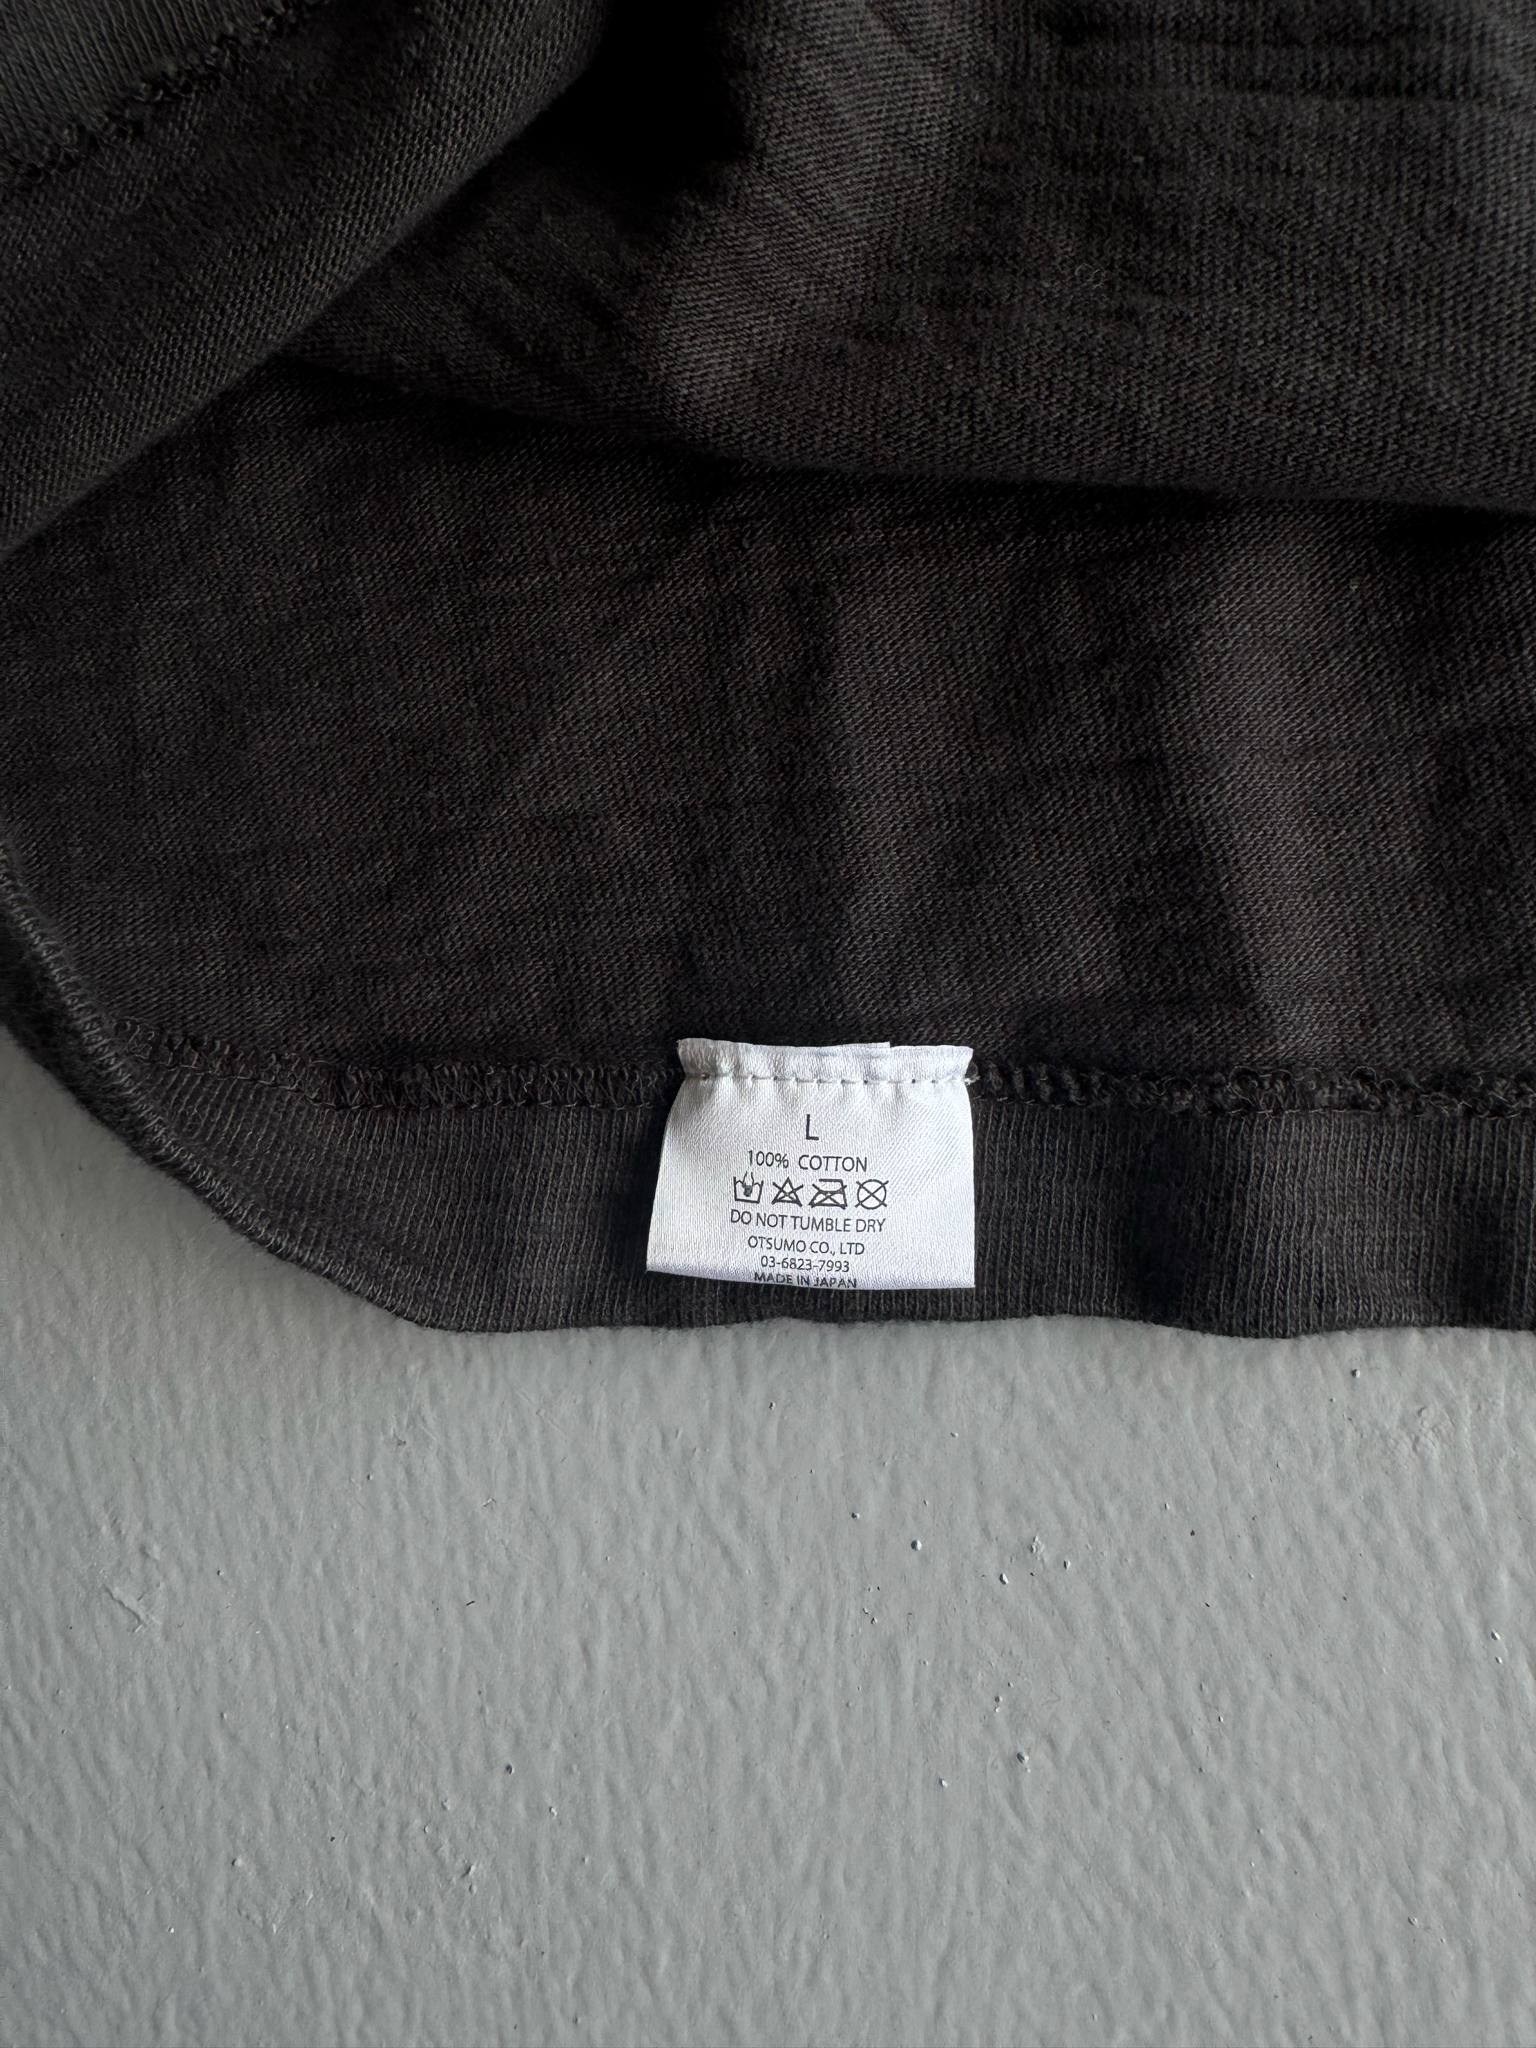 L
100% COTTON
DO NOT TUMBLE DRY
OTSUMO CO., LTD
03-6823-7993
MADE IN JAPAN